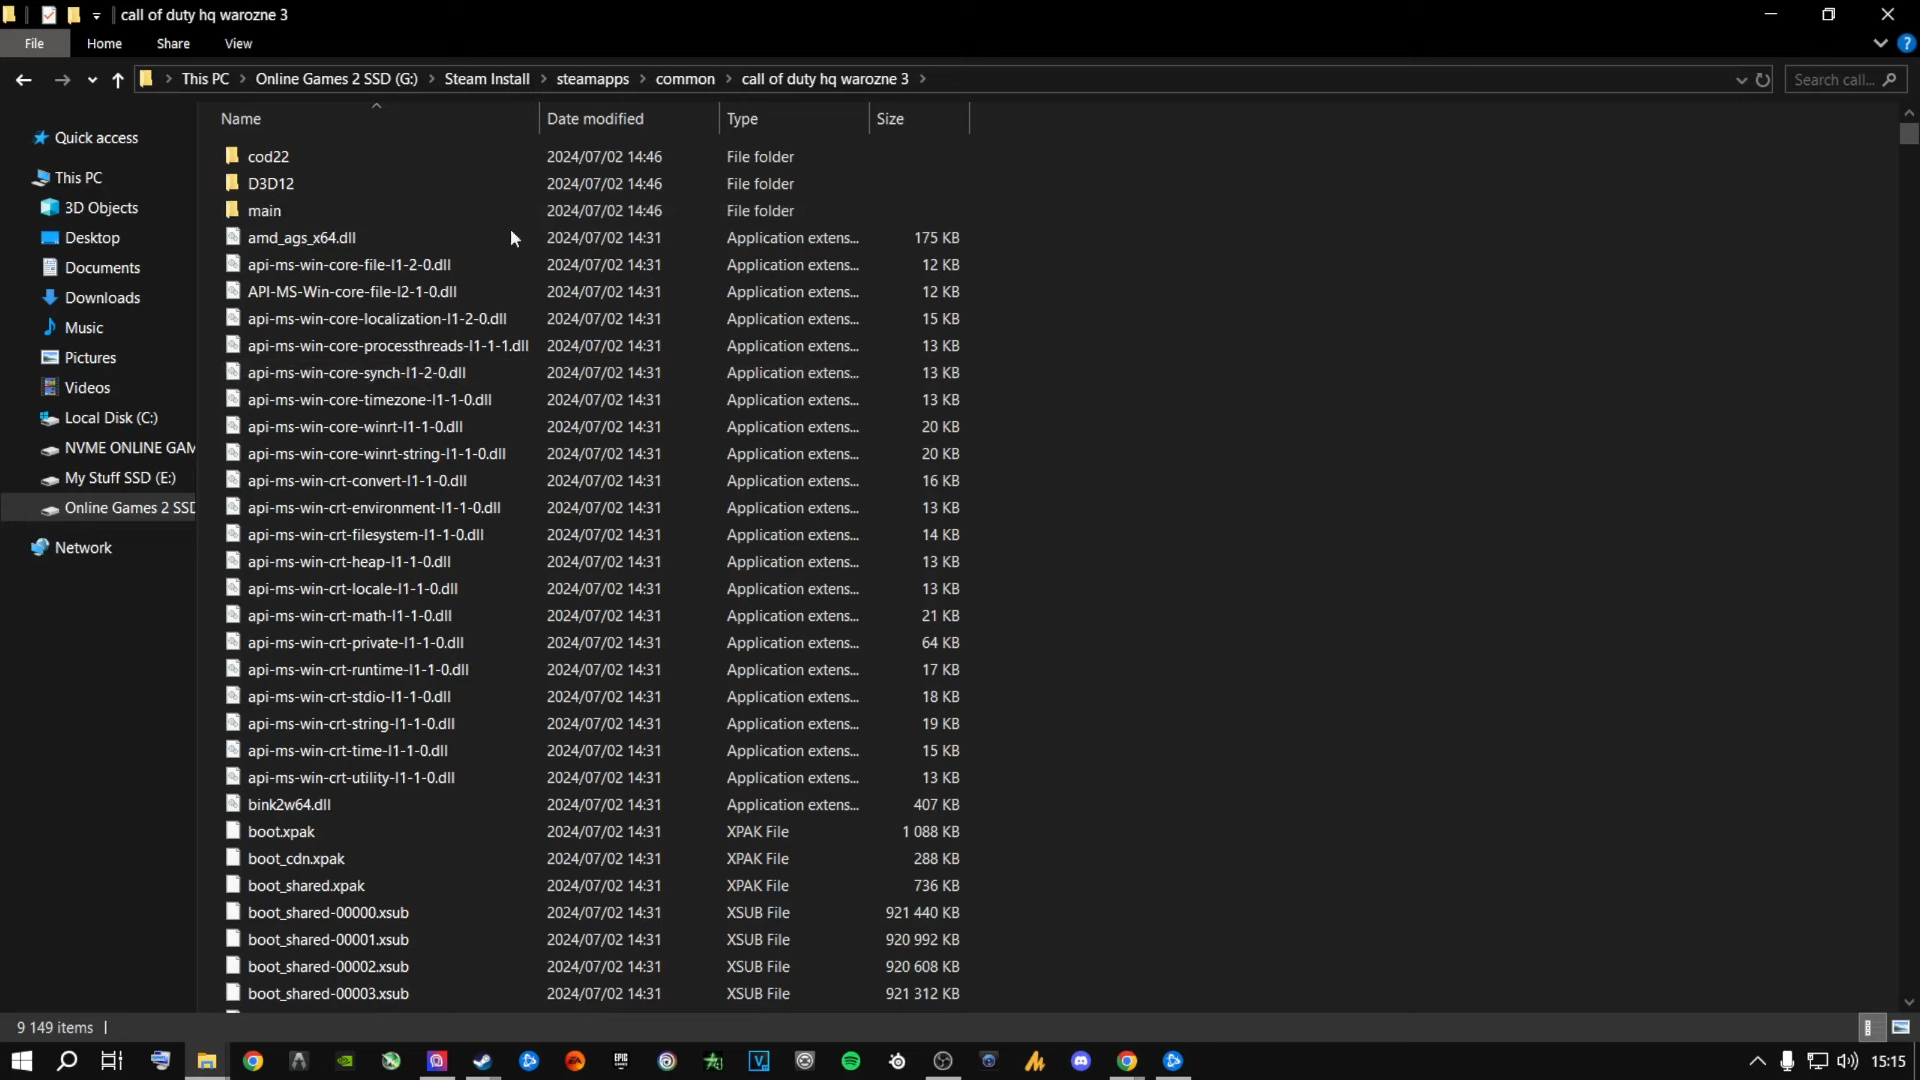 call of duty hq warozne 3
File Home Share View
This PC Online Games 2 SSD (G:) Steam Install steamapps common call of duty hq warozne 3 Search call...
Name Date modified Type Size
Quick access
This PC
3D Objects
Desktop
Documents
Downloads
Music
Pictures
Videos
Local Disk (C:)
NVME ONLINE GAM
My Stuff SSD (E:)
Online Games 2 SSD
Network
cod22 2024/07/02 14:46 File folder
D3D12 2024/07/02 14:46 File folder
main 2024/07/02 14:46 File folder
amd_ags_x64.dll 2024/07/02 14:31 Application extens... 175 KB
api-ms-win-core-file-l1-2-0.dll 2024/07/02 14:31 Application extens... 12 KB
API-MS-Win-core-file-l2-1-0.dll 2024/07/02 14:31 Application extens... 12 KB
api-ms-win-core-localization-l1-2-0.dll 2024/07/02 14:31 Application extens... 15 KB
api-ms-win-core-processthreads-l1-1-1.dll 2024/07/02 14:31 Application extens... 13 KB
api-ms-win-core-synch-l1-2-0.dll 2024/07/02 14:31 Application extens... 13 KB
api-ms-win-core-timezone-l1-1-0.dll 2024/07/02 14:31 Application extens... 13 KB
api-ms-win-core-winrt-l1-1-0.dll 2024/07/02 14:31 Application extens... 20 KB
api-ms-win-core-winrt-string-l1-1-0.dll 2024/07/02 14:31 Application extens... 20 KB
api-ms-win-crt-convert-l1-1-0.dll 2024/07/02 14:31 Application extens... 16 KB
api-ms-win-crt-environment-l1-1-0.dll 2024/07/02 14:31 Application extens... 13 KB
api-ms-win-crt-filesystem-l1-1-0.dll 2024/07/02 14:31 Application extens... 14 KB
api-ms-win-crt-heap-l1-1-0.dll 2024/07/02 14:31 Application extens... 13 KB
api-ms-win-crt-locale-l1-1-0.dll 2024/07/02 14:31 Application extens... 13 KB
api-ms-win-crt-math-l1-1-0.dll 2024/07/02 14:31 Application extens... 21 KB
api-ms-win-crt-private-l1-1-0.dll 2024/07/02 14:31 Application extens... 64 KB
api-ms-win-crt-runtime-l1-1-0.dll 2024/07/02 14:31 Application extens... 17 KB
api-ms-win-crt-stdio-l1-1-0.dll 2024/07/02 14:31 Application extens... 18 KB
api-ms-win-crt-string-l1-1-0.dll 2024/07/02 14:31 Application extens... 19 KB
api-ms-win-crt-time-l1-1-0.dll 2024/07/02 14:31 Application extens... 15 KB
api-ms-win-crt-utility-l1-1-0.dll 2024/07/02 14:31 Application extens... 13 KB
bink2w64.dll 2024/07/02 14:31 Application extens... 407 KB
boot.xpak 2024/07/02 14:31 XPAK File 1 088 KB
boot_cdn.xpak 2024/07/02 14:31 XPAK File 288 KB
boot_shared.xpak 2024/07/02 14:31 XPAK File 736 KB
boot_shared-00000.xsub 2024/07/02 14:31 XSUB File 921 440 KB
boot_shared-00001.xsub 2024/07/02 14:31 XSUB File 920 992 KB
boot_shared-00002.xsub 2024/07/02 14:31 XSUB File 920 608 KB
boot_shared-00003.xsub 2024/07/02 14:31 XSUB File 921 312 KB
9 149 items
EPIC GAMES
15:15